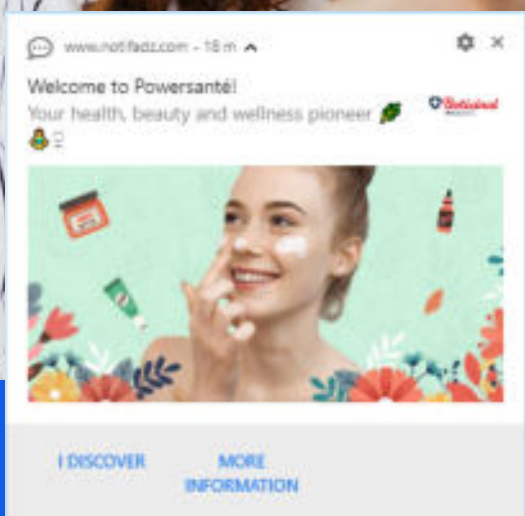 www.notifadz.com - 18 m
Welcome to Powersanté!
Your health, beauty and wellness pioneer
I DISCOVER
MORE
INFORMATION